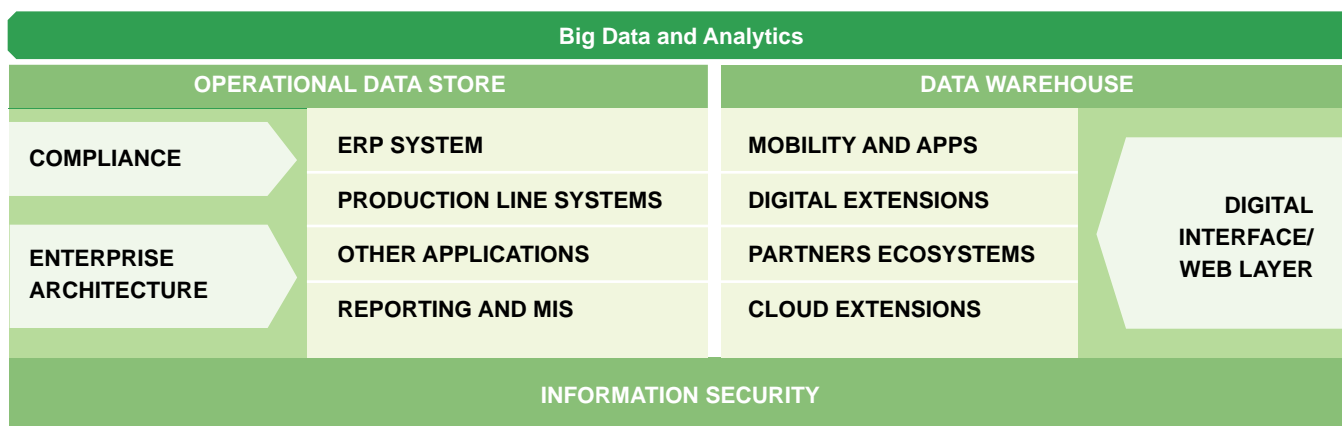 Big Data and Analytics
OPERATIONAL DATA STORE
DATA WAREHOUSE
COMPLIANCE
ENTERPRISE
ARCHITECTURE
ERP SYSTEM
PRODUCTION LINE SYSTEMS
OTHER APPLICATIONS
REPORTING AND MIS
MOBILITY AND APPS
DIGITAL EXTENSIONS
PARTNERS ECOSYSTEMS
CLOUD EXTENSIONS
DIGITAL
INTERFACE/
WEB LAYER
INFORMATION SECURITY